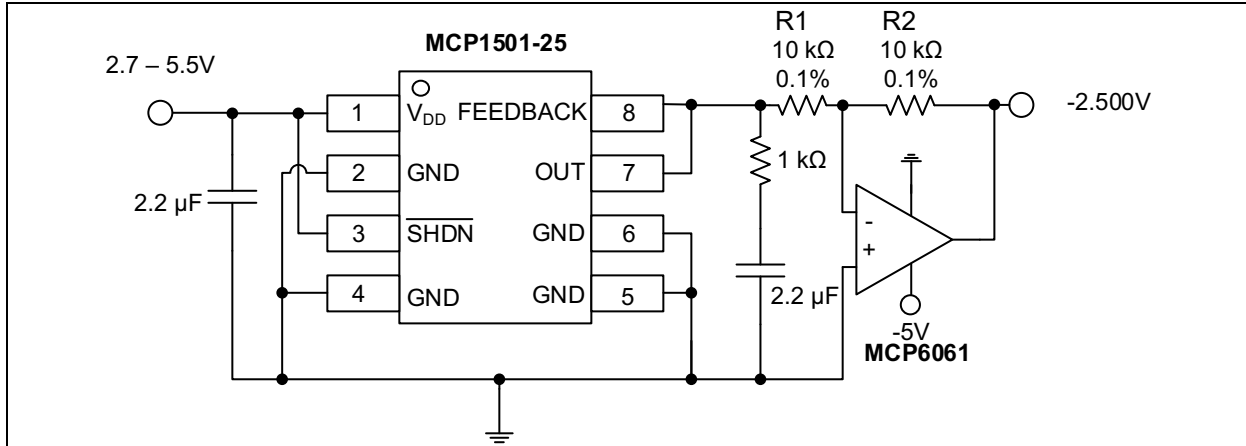 R1
10 kΩ
0.1%
R2
10 kΩ
0.1%
MCP1501-25
2.7 – 5.5V
-2.500V
1
VDD
FEEDBACK
8
2
GND
OUT
7
1 kΩ
2.2 µF
3
SHDN
GND
6
-
+
4
GND
GND
5
2.2 µF
-5V
MCP6061